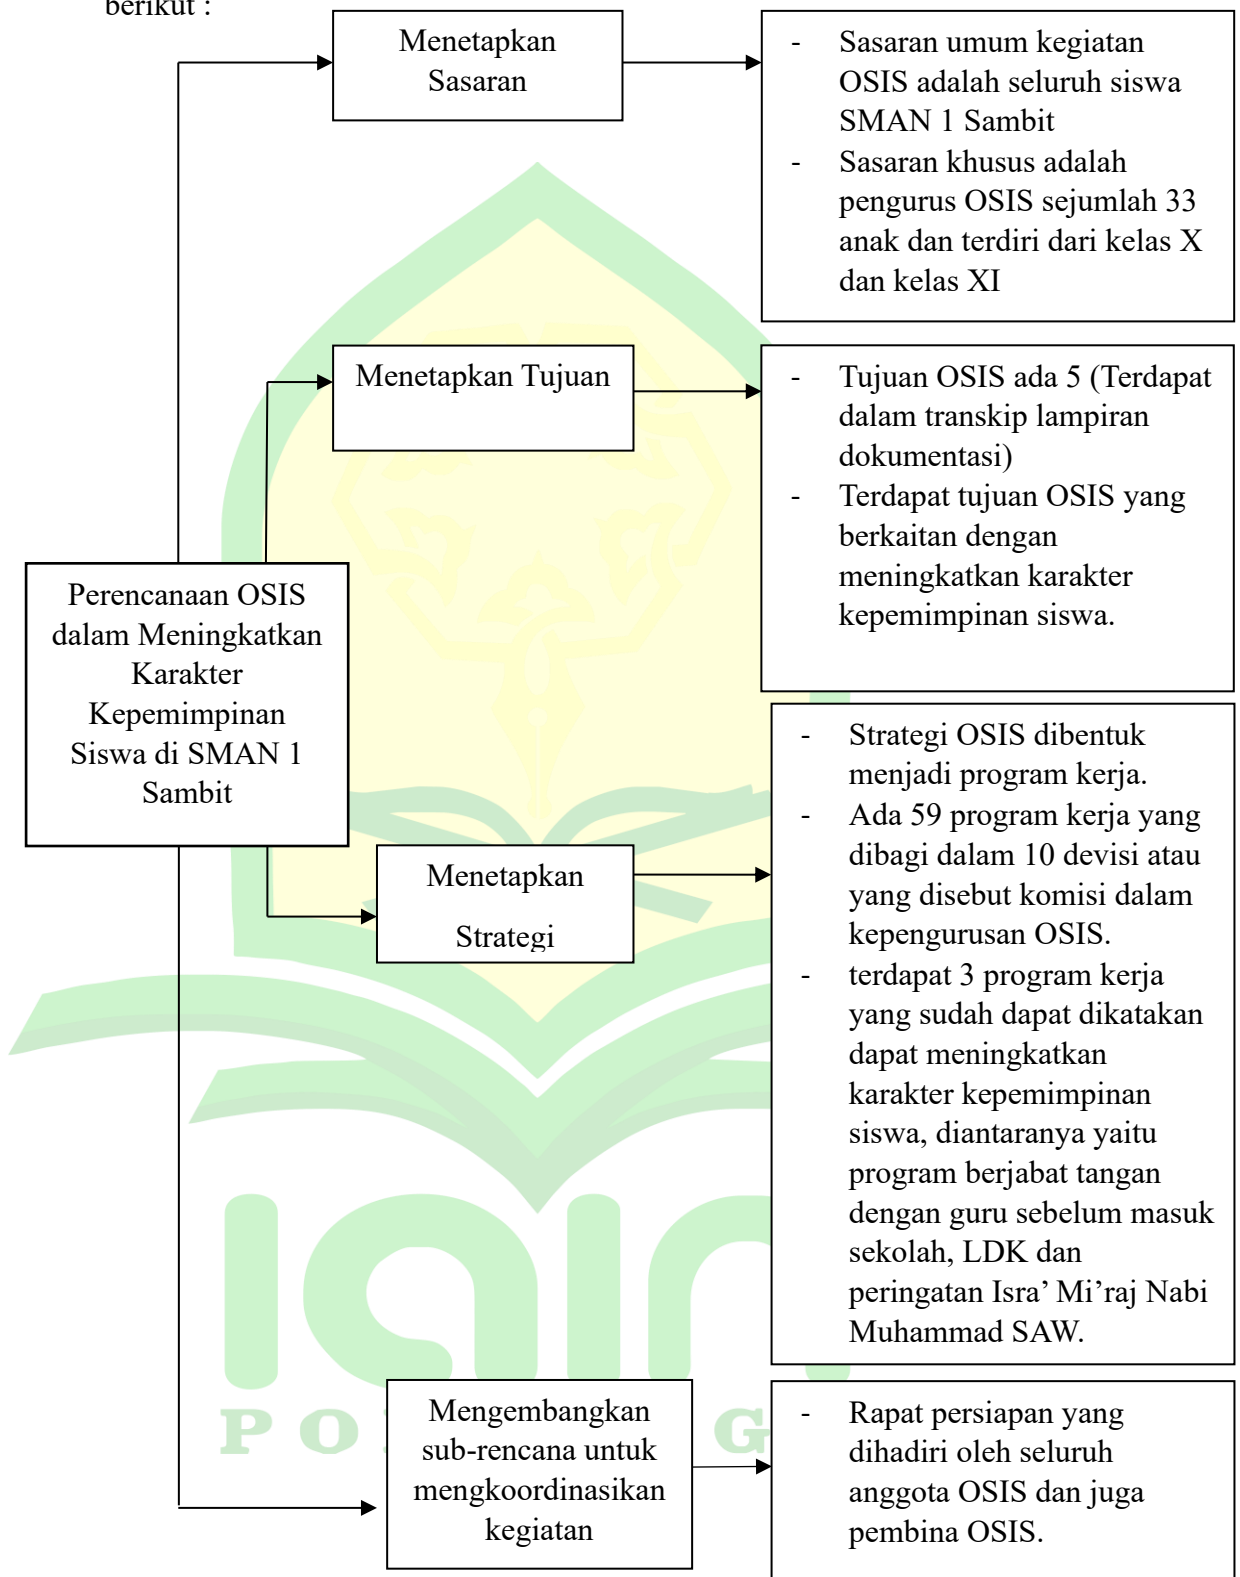 berikut :
Menetapkan
Sasaran
- Sasaran umum kegiatan
OSIS adalah seluruh siswa
SMAN 1 Sambit
- Sasaran khusus adalah
pengurus OSIS sejumlah 33
anak dan terdiri dari kelas X
dan kelas XI
Menetapkan Tujuan
- Tujuan OSIS ada 5 (Terdapat
dalam transkip lampiran
dokumentasi)
- Terdapat tujuan OSIS yang
berkaitan dengan
meningkatkan karakter
kepemimpinan siswa.
Perencanaan OSIS
dalam Meningkatkan
Karakter
Kepemimpinan
Siswa di SMAN 1
Sambit
Menetapkan
Strategi
- Strategi OSIS dibentuk
menjadi program kerja.
- Ada 59 program kerja yang
dibagi dalam 10 devisi atau
yang disebut komisi dalam
kepengurusan OSIS.
- terdapat 3 program kerja
yang sudah dapat dikatakan
dapat meningkatkan
karakter kepemimpinan
siswa, diantaranya yaitu
program berjabat tangan
dengan guru sebelum masuk
sekolah, LDK dan
peringatan Isra’ Mi’raj Nabi
Muhammad SAW.
Mengembangkan
sub-rencana untuk
mengkoordinasikan
kegiatan
- Rapat persiapan yang
dihadiri oleh seluruh
anggota OSIS dan juga
pembina OSIS.
iain